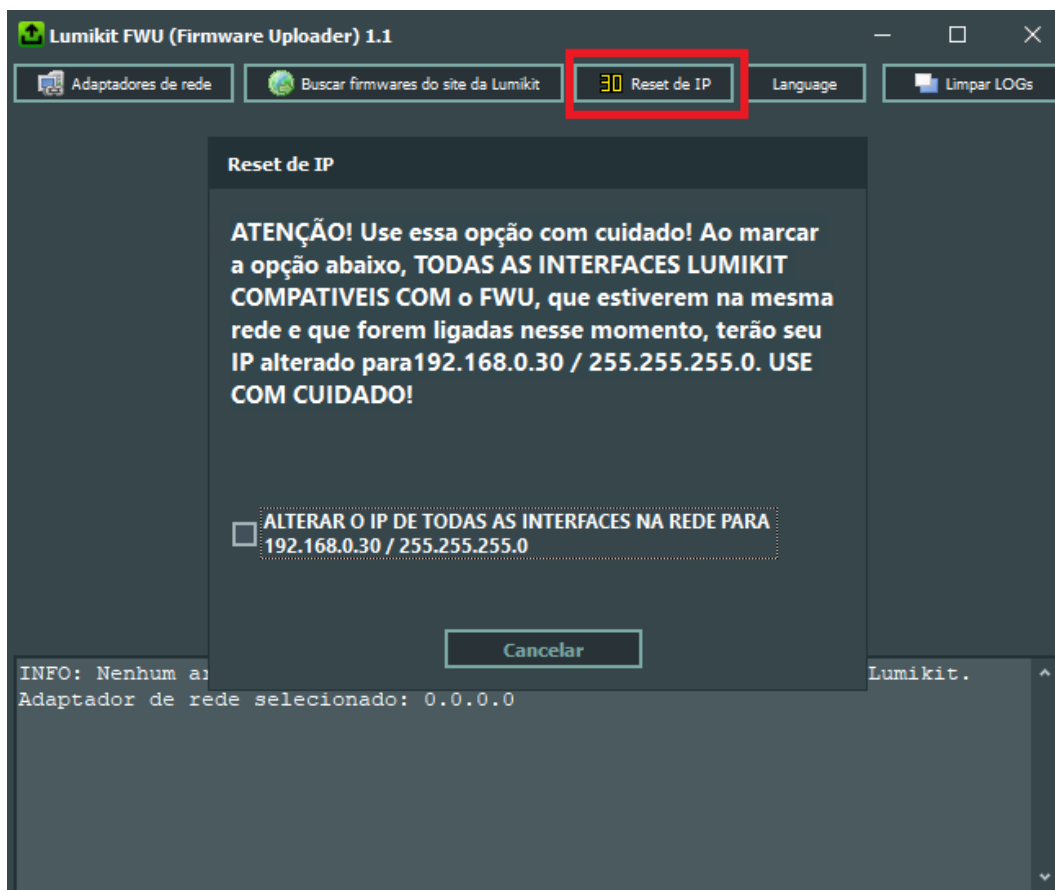 Lumikit FWU (Firmware Uploader) 1.1
Adaptadores de rede
Buscar firmwares do site da Lumikit
30 Reset de IP
Language
Limpar LOGs
Reset de IP
ATENÇÃO! Use essa opção com cuidado! Ao marcar
a opção abaixo, TODAS AS INTERFACES LUMIKIT
COMPATIVEIS COM o FWU, que estiverem na mesma
rede e que forem ligadas nesse momento, terão seu
IP alterado para192.168.0.30 / 255.255.255.0. USE
COM CUIDADO!
ALTERAR O IP DE TODAS AS INTERFACES NA REDE PARA
192.168.0.30 / 255.255.255.0
Cancelar
INFO: Nenhum Lumikit.
Adaptador de rede selecionado: 0.0.0.0